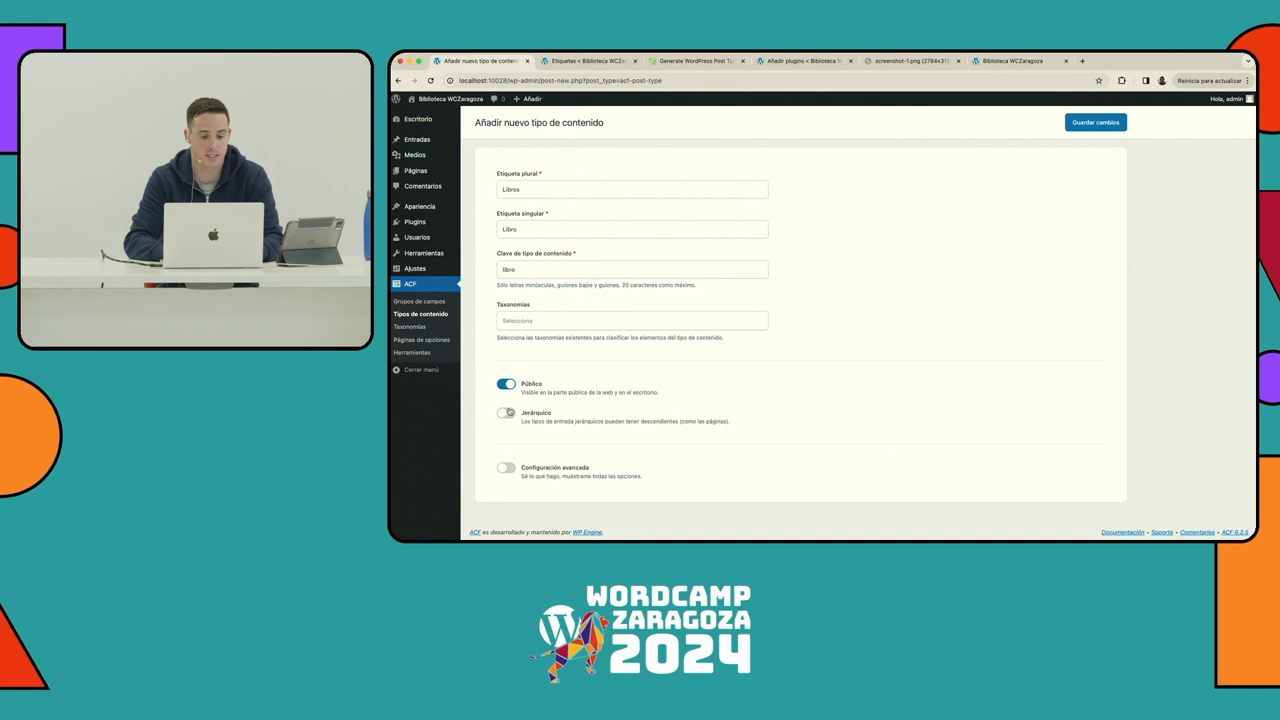 Añadir nuevo tipo de conten
Etiquetas < Biblioteca WCZar
Generate WordPress Post Typ
Añadir plugins < Biblioteca W
screenshot-1.png (2784×31
Biblioteca WCZaragoza
localhost:10028/wp-admin/post-new.php?post_type=acf-post-type
Reinicia para actualizar
Biblioteca WCZaragoza
0
Añadir
Hola, admin
Escritorio
Entradas
Medios
Páginas
Comentarios
Apariencia
Plugins
Usuarios
Herramientas
Ajustes
ACF
Grupos de campos
Tipos de contenido
Taxonomías
Páginas de opciones
Herramientas
Cerrar menú
Añadir nuevo tipo de contenido
Guardar cambios
Etiqueta plural *
Libros
Etiqueta singular *
Libro
Clave de tipo de contenido *
libro
Sólo letras minúsculas, guiones bajos y guiones, 20 caracteres como máximo.
Taxonomías
Selecciona
Selecciona las taxonomías existentes para clasificar los elementos del tipo de contenido.
Público
Visible en la parte pública de la web y en el escritorio.
Jerárquico
Los tipos de entrada jerárquicos pueden tener descendientes (como las páginas).
Configuración avanzada
Sé lo que hago, muéstrame todas las opciones.
ACF es desarrollado y mantenido por WP Engine.
Documentación • Soporte • Comentarios • ACF 6.2.5
WORDCAMP
ZARAGOZA
2024